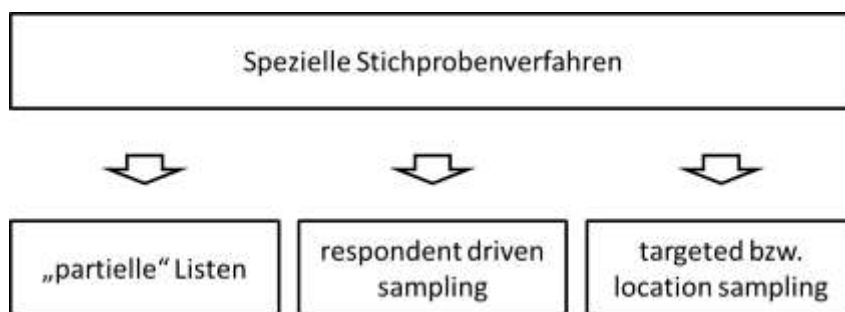 Spezielle Stichprobenverfahren
„partielle“ Listen
respondent driven
sampling
targeted bzw.
location sampling